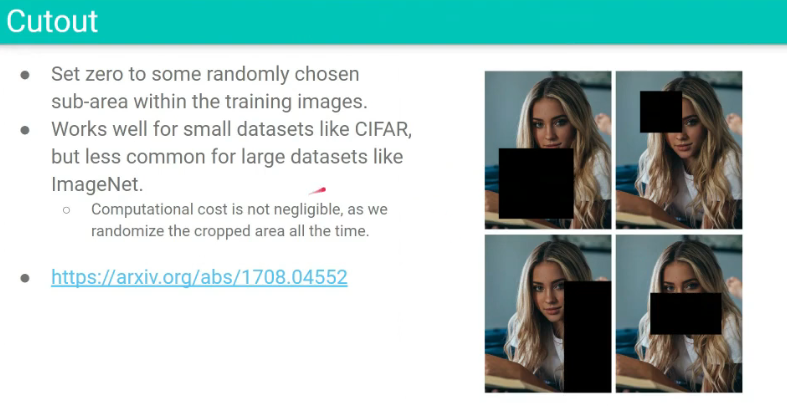 Cutout
● Set zero to some randomly chosen
sub-area within the training images.
● Works well for small datasets like CIFAR,
but less common for large datasets like
ImageNet.
○ Computational cost is not negligible, as we
randomize the cropped area all the time.
● https://arxiv.org/abs/1708.04552